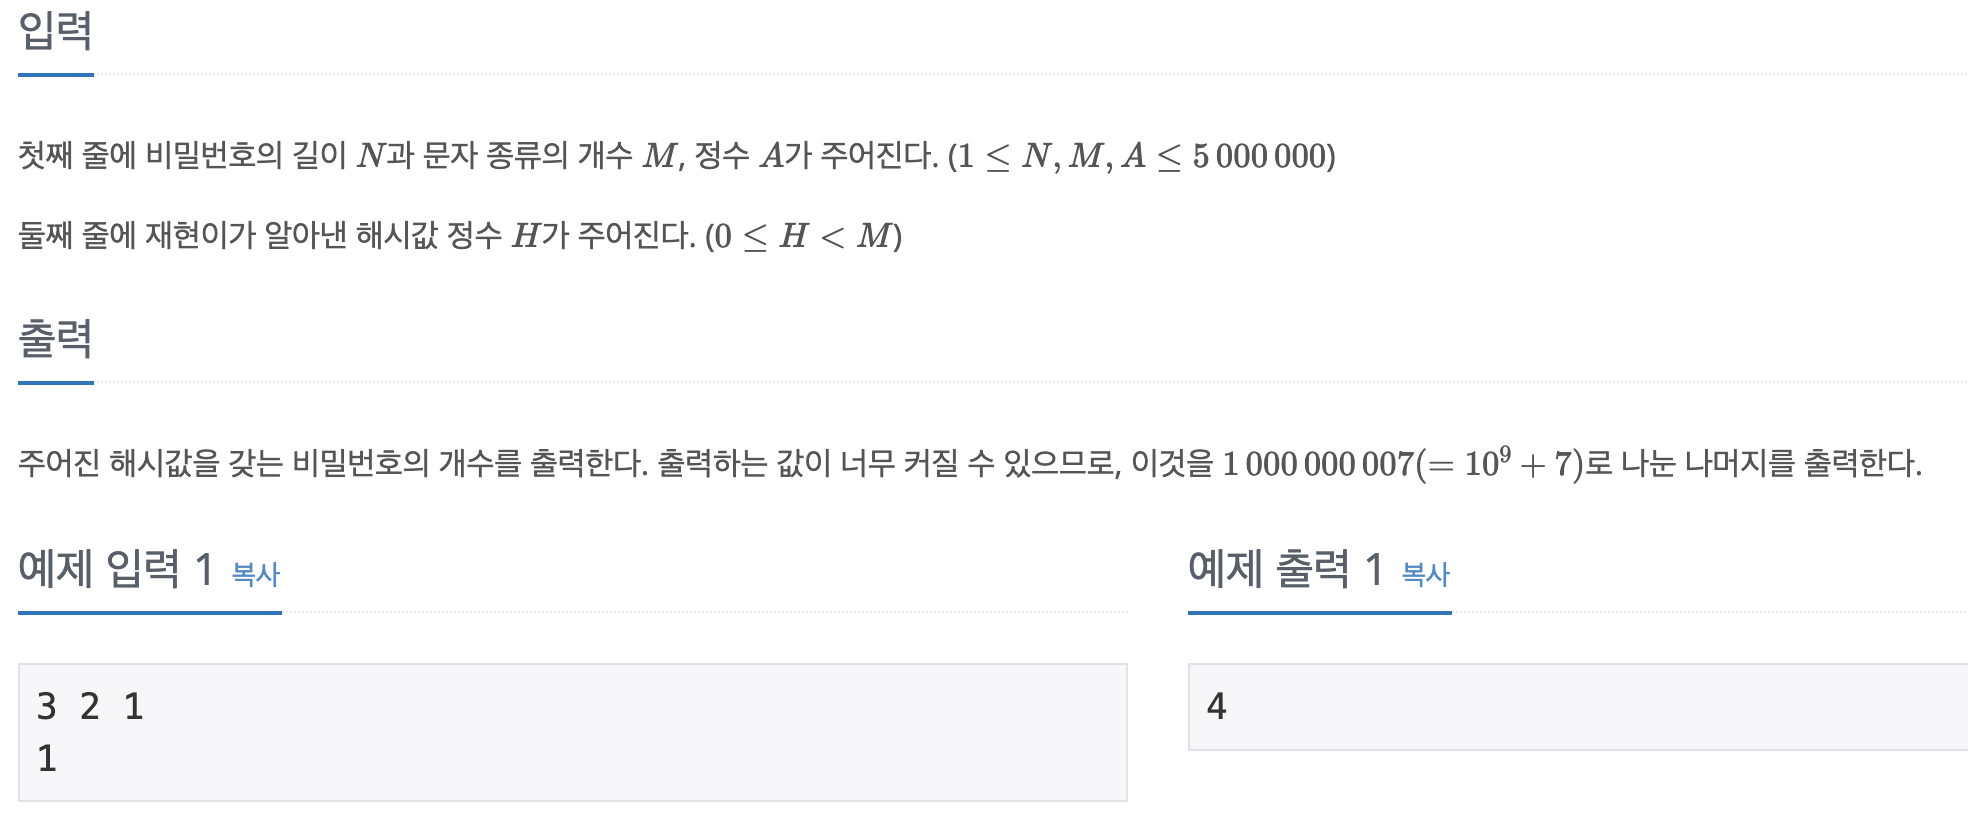 입력
첫째 줄에 비밀번호의 길이 N과 문자 종류의 개수 M, 정수 A가 주어진다. (1 ≤ N, M, A ≤ 5 000 000)
둘째 줄에 재현이가 알아낸 해시값 정수 H가 주어진다. (0 ≤ H < M)
출력
주어진 해시값을 갖는 비밀번호의 개수를 출력한다. 출력하는 값이 너무 커질 수 있으므로, 이것을 1 000 000 007(= 10⁹ + 7)로 나눈 나머지를 출력한다.
예제 입력 1 복사
3 2 1
1
예제 출력 1 복사
4